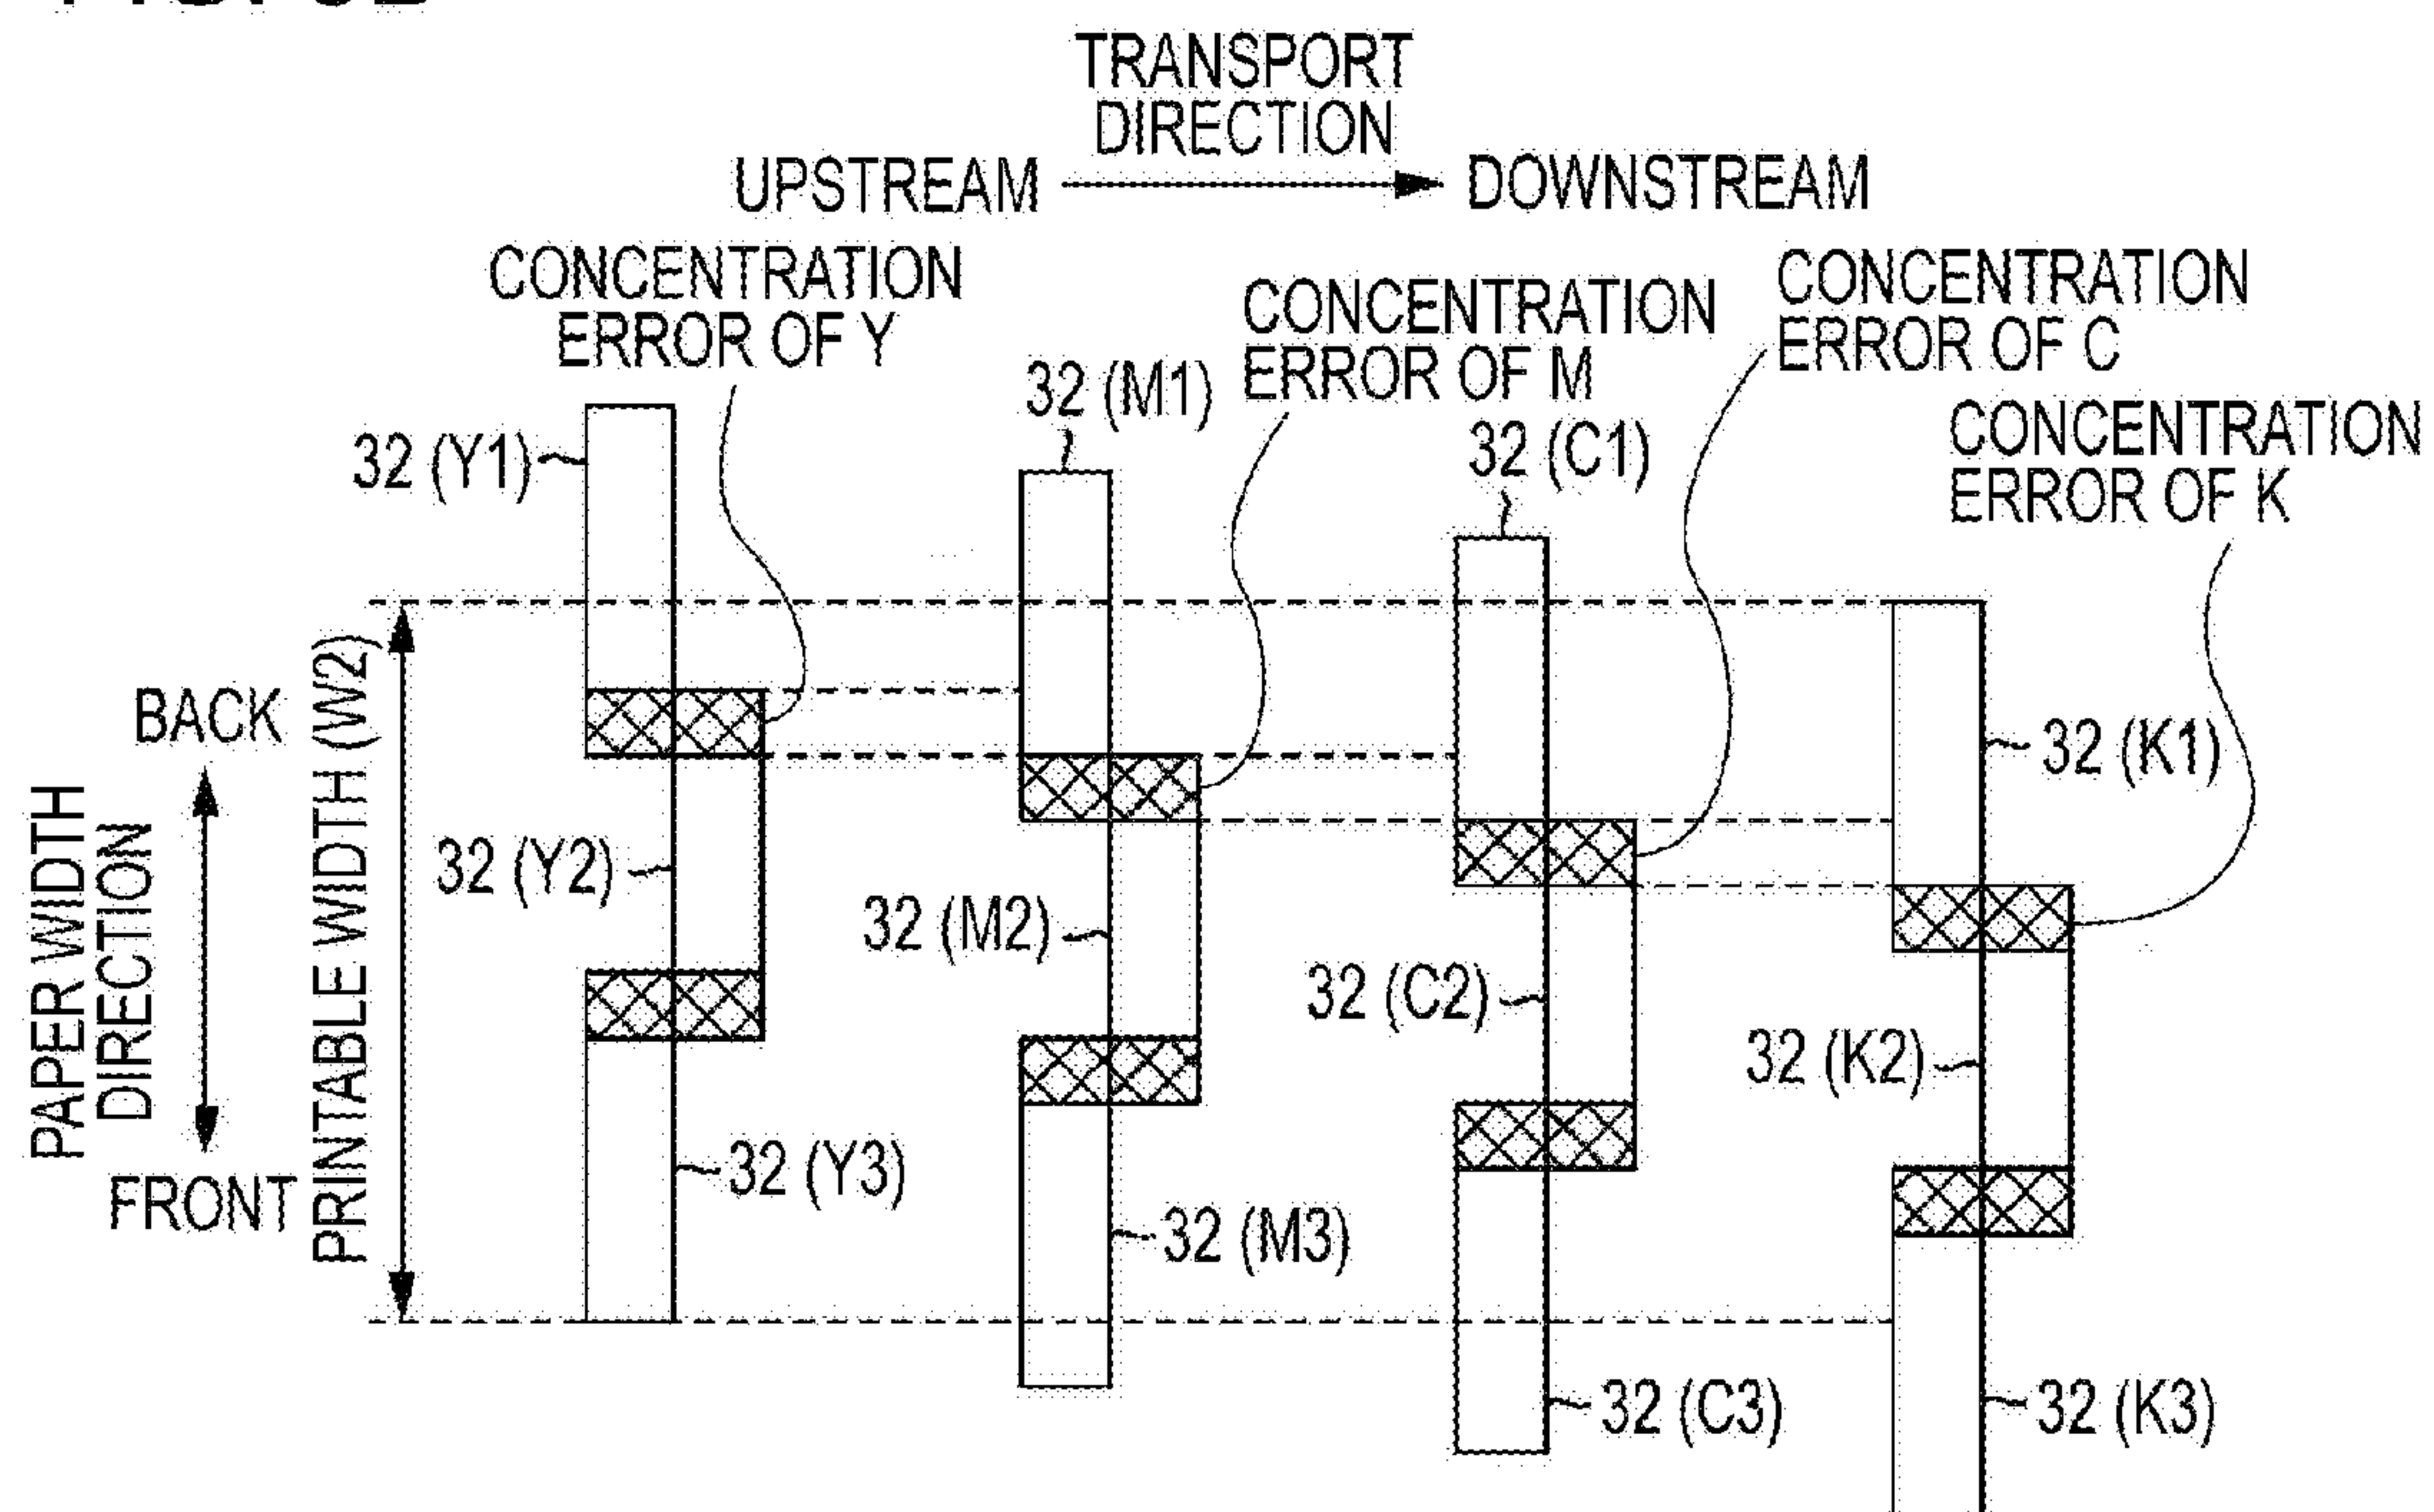 TRANSPORT
DIRECTION
UPSTREAM
DOWNSTREAM
CONCENTRATION
ERROR OF Y
CONCENTRATION
ERROR OF M
CONCENTRATION
ERROR OF C
CONCENTRATION
ERROR OF K
32 (Y1)
32 (M1)
32 (C1)
32 (K1)
BACK
PAPER WIDTH
DIRECTION
FRONT
PRINTABLE WIDTH (W2)
32 (Y2)
32 (M2)
32 (C2)
32 (K2)
32 (Y3)
32 (M3)
32 (C3)
32 (K3)